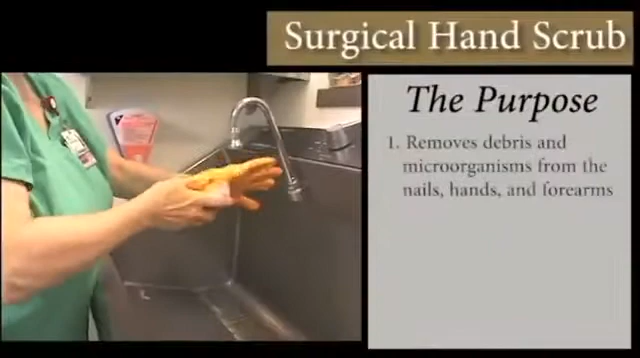 Surgical Hand Scrub
The Purpose
1. Removes debris and
microorganisms from the
nails, hands, and forearms